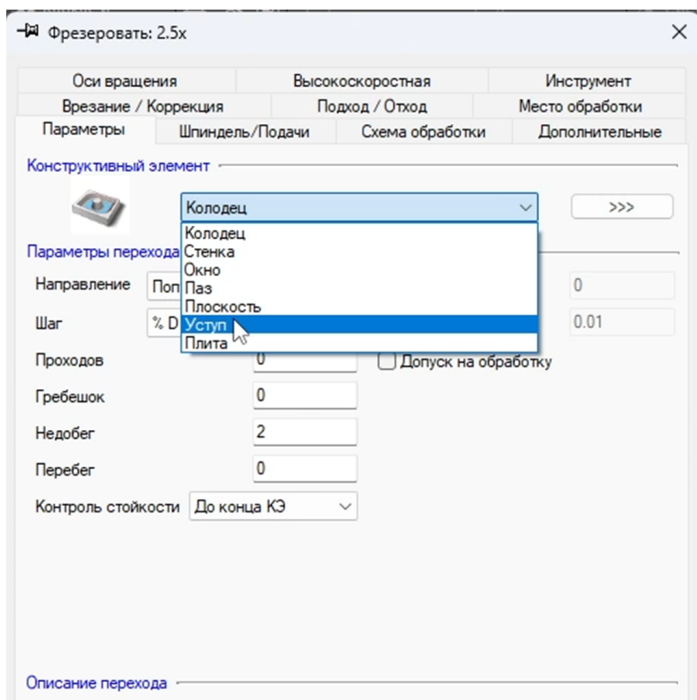 Фрезеровать: 2.5x
Оси вращения Высокоскоростная Инструмент
Врезание / Коррекция Подход / Отход Место обработки
Параметры Шпиндель/Подачи Схема обработки Дополнительные
Конструктивный элемент
Колодец >>>
Колодец
Стенка
Окно
Паз
Плоскость
Уступ
Плита
Параметры перехода
Направление Поп 0
Шаг % D 0.01
Проходов 0 Допуск на обработку
Гребешок 0
Недобег 2
Перебег 0
Контроль стойкости До конца КЭ
Описание перехода